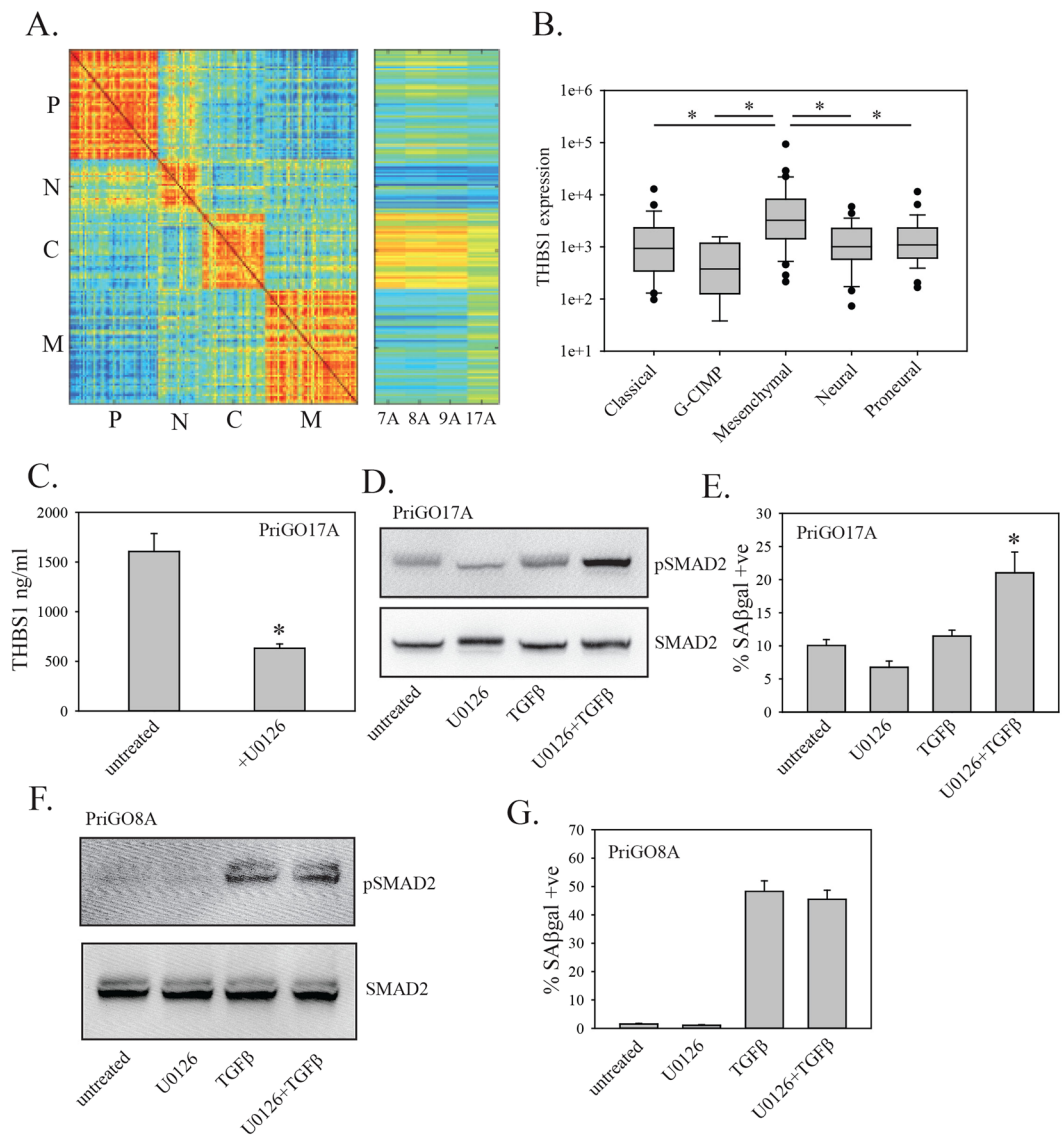 A.
P
N
C
M
P N C M
7A 8A 9A 17A
B.
THBS1 expression
1e+6
1e+5
1e+4
1e+3
1e+2
1e+1
* * * *
Classical
G-CIMP
Mesenchymal
Neural
Proneural
C.
PriGO17A
THBS1 ng/ml
2000
1500
1000
500
0
*
untreated
+U0126
D.
PriGO17A
pSMAD2
SMAD2
untreated
U0126
TGFβ
U0126+TGFβ
E.
PriGO17A
% SAβgal +ve
30
25
20
15
10
5
0
*
untreated
U0126
TGFβ
U0126+TGFβ
F.
PriGO8A
pSMAD2
SMAD2
untreated
U0126
TGFβ
U0126+TGFβ
G.
PriGO8A
% SAβgal +ve
70
60
50
40
30
20
10
0
untreated
U0126
TGFβ
U0126+TGFβ